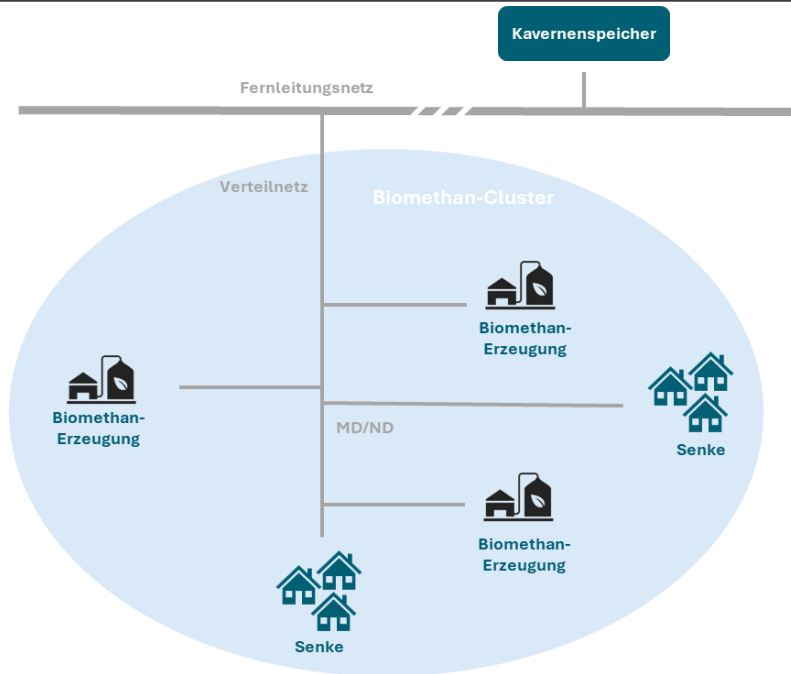 Kavernenspeicher
Fernleitungsnetz
Verteilnetz
Biomethan-Cluster
Biomethan-
Erzeugung
Biomethan-
Erzeugung
MD/ND
Senke
Biomethan-
Erzeugung
Senke